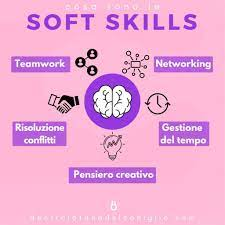 cosa sono le
SOFT SKILLS
Teamwork
Networking
Risoluzione
conflitti
Gestione
del tempo
Pensiero creativo